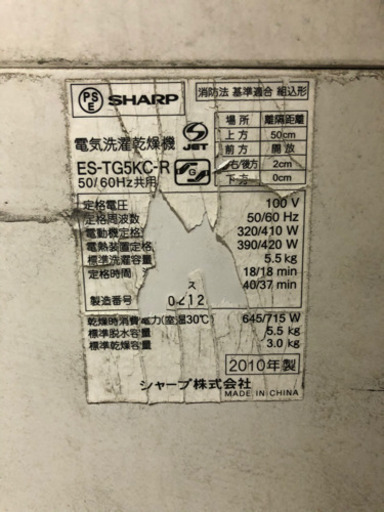 PS E SHARP
消防法 基準適合 組込形
電気洗濯乾燥機
JET
ES-TG5KC-R
50/60Hz共用
場所 離隔距離
上方 50cm
前方 開放
左右後方 2cm
下方 0cm
定格電圧 100 V
定格周波数 50/60 Hz
電動機定格 320/410 W
電熱装置定格 390/420 W
標準洗濯容量 5.5 kg
定格時間 18/18 min
ス 40/37 min
製造番号 0212
乾燥時消費電力(室温30℃) 645/715 W
標準脱水容量 5.5 kg
標準乾燥容量 3.0 kg
2010年製
シャープ株式会社
MADE IN CHINA